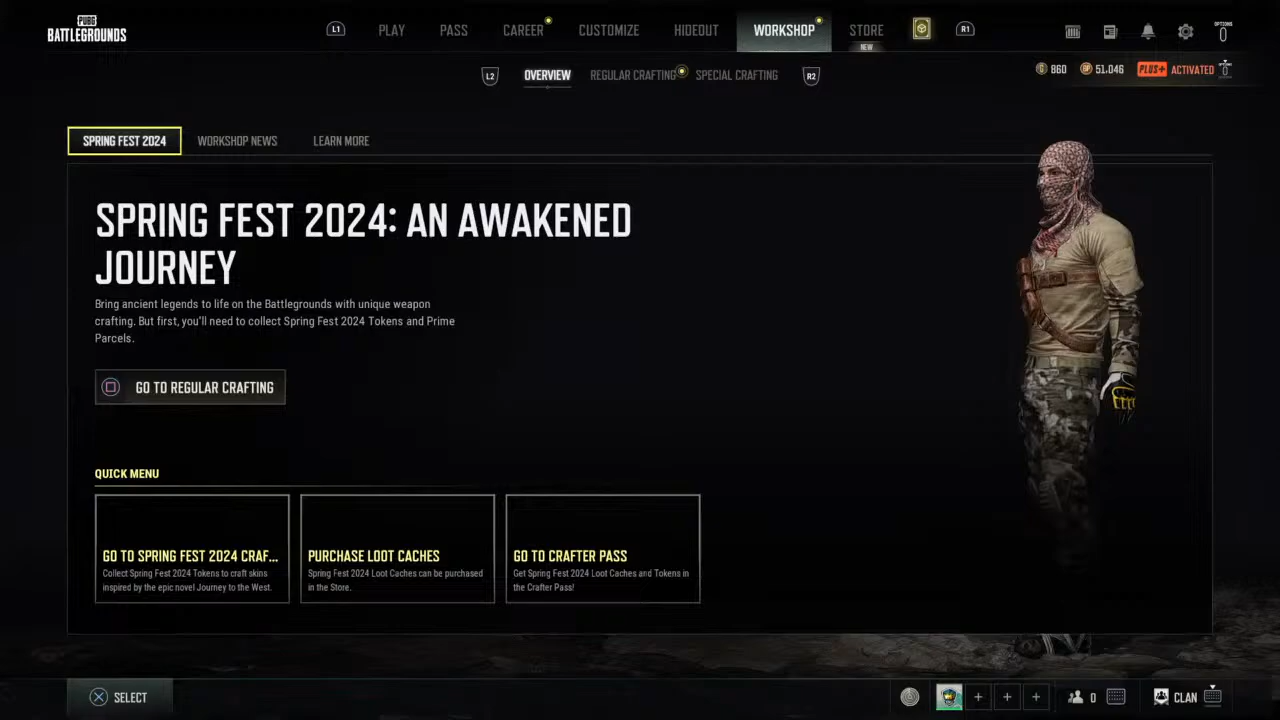 PUBG
BATTLEGROUNDS
L1 PLAY PASS CAREER CUSTOMIZE HIDEOUT WORKSHOP STORE R1
NEW
OPTIONS
L2 OVERVIEW REGULAR CRAFTING SPECIAL CRAFTING R2
G 860 BP 51,046 PLUS+ ACTIVATED
SPRING FEST 2024 WORKSHOP NEWS LEARN MORE
SPRING FEST 2024: AN AWAKENED
JOURNEY
Bring ancient legends to life on the Battlegrounds with unique weapon
crafting. But first, you'll need to collect Spring Fest 2024 Tokens and Prime
Parcels.
GO TO REGULAR CRAFTING
QUICK MENU
GO TO SPRING FEST 2024 CRAF...
Collect Spring Fest 2024 Tokens to craft skins
inspired by the epic novel Journey to the West.
PURCHASE LOOT CACHES
Spring Fest 2024 Loot Caches can be purchased
in the Store.
GO TO CRAFTER PASS
Get Spring Fest 2024 Loot Caches and Tokens in
the Crafter Pass!
SELECT
+ + + 0 CLAN